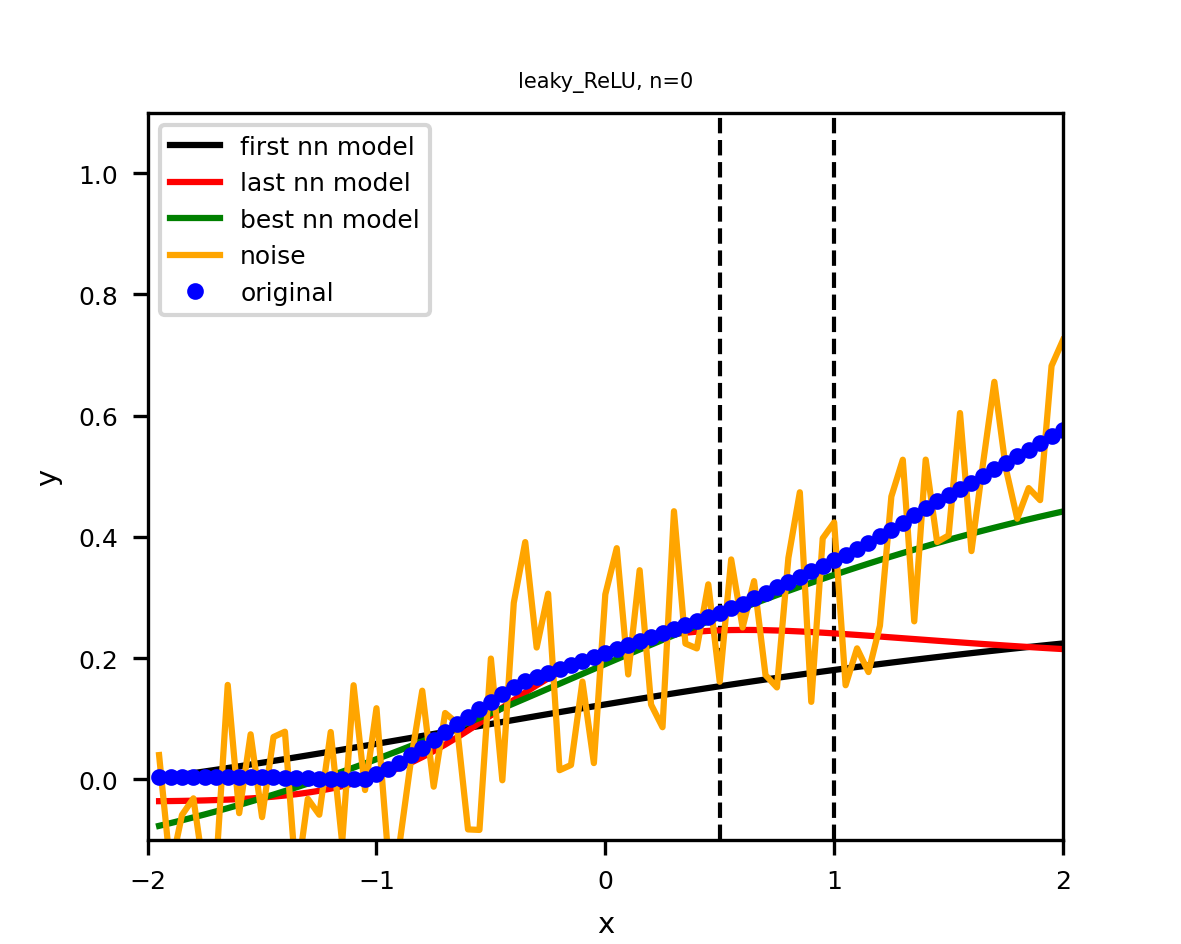 leaky_ReLU, n=0
first nn model
last nn model
best nn model
noise
original
1.0
0.8
0.6
0.4
0.2
0.0
y
−2
−1
0
1
2
x